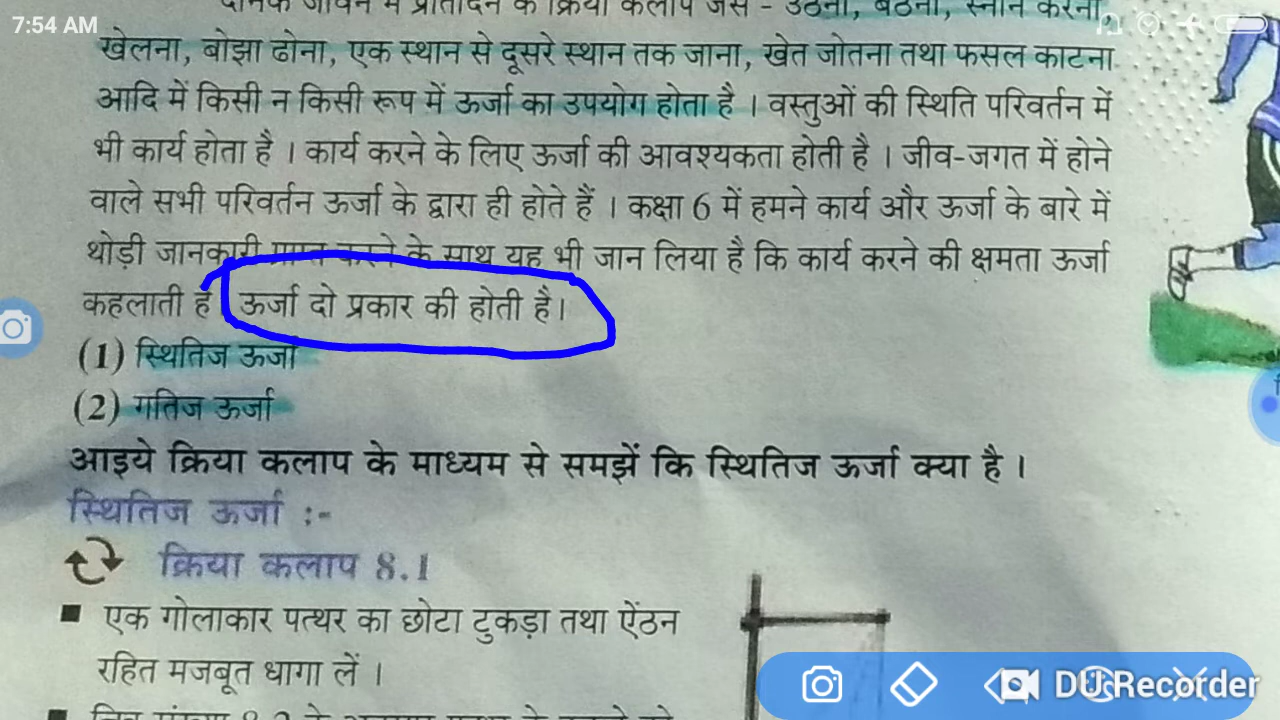 7:54 AM
दैनिक जीवन में प्रतिदिन के क्रिया कलाप जैसे - उठना, बैठना, स्नान करना,
खेलना, बोझा ढोना, एक स्थान से दूसरे स्थान तक जाना, खेत जोतना तथा फसल काटना
आदि में किसी न किसी रूप में ऊर्जा का उपयोग होता है । वस्तुओं की स्थिति परिवर्तन में
भी कार्य होता है । कार्य करने के लिए ऊर्जा की आवश्यकता होती है । जीव-जगत में होने
वाले सभी परिवर्तन ऊर्जा के द्वारा ही होते हैं । कक्षा 6 में हमने कार्य और ऊर्जा के बारे में
थोड़ी जानकारी प्राप्त करने के साथ यह भी जान लिया है कि कार्य करने की क्षमता ऊर्जा
कहलाती है ऊर्जा दो प्रकार की होती है।
(1) स्थितिज ऊर्जा
(2) गतिज ऊर्जा
आइये क्रिया कलाप के माध्यम से समझें कि स्थितिज ऊर्जा क्या है ।
स्थितिज ऊर्जा :-
क्रिया कलाप 8.1
एक गोलाकार पत्थर का छोटा टुकड़ा तथा ऐंठन
रहित मजबूत धागा लें ।
DU Recorder